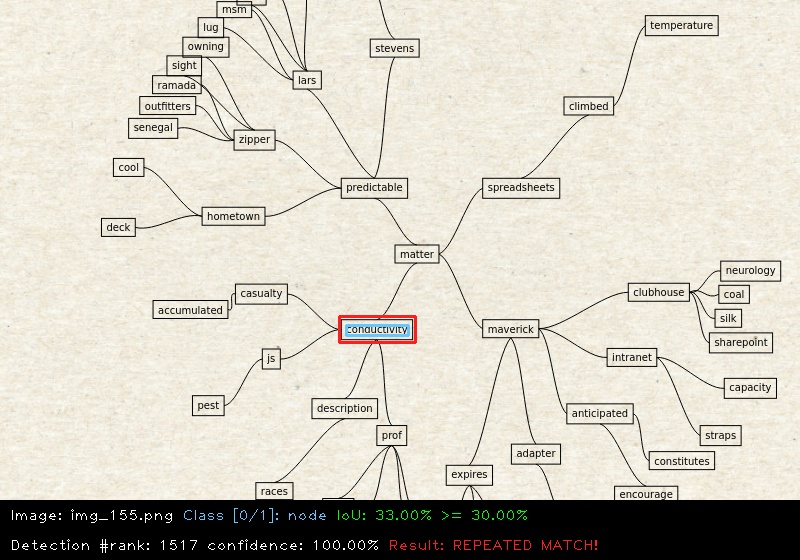 msm
lug
owning
sight
ramada
outfitters
senegal
lars
stevens
zipper
temperature
climbed
cool
predictable
spreadsheets
hometown
deck
matter
neurology
clubhouse
coal
silk
sharepoint
casualty
accumulated
conductivity
maverick
js
intranet
pest
capacity
description
anticipated
prof
straps
adapter
constitutes
expires
races
encourage
Image: img_155.png Class [0/1]: node IoU: 33.00% >= 30.00%
Detection #rank: 1517 confidence: 100.00% Result: REPEATED MATCH!